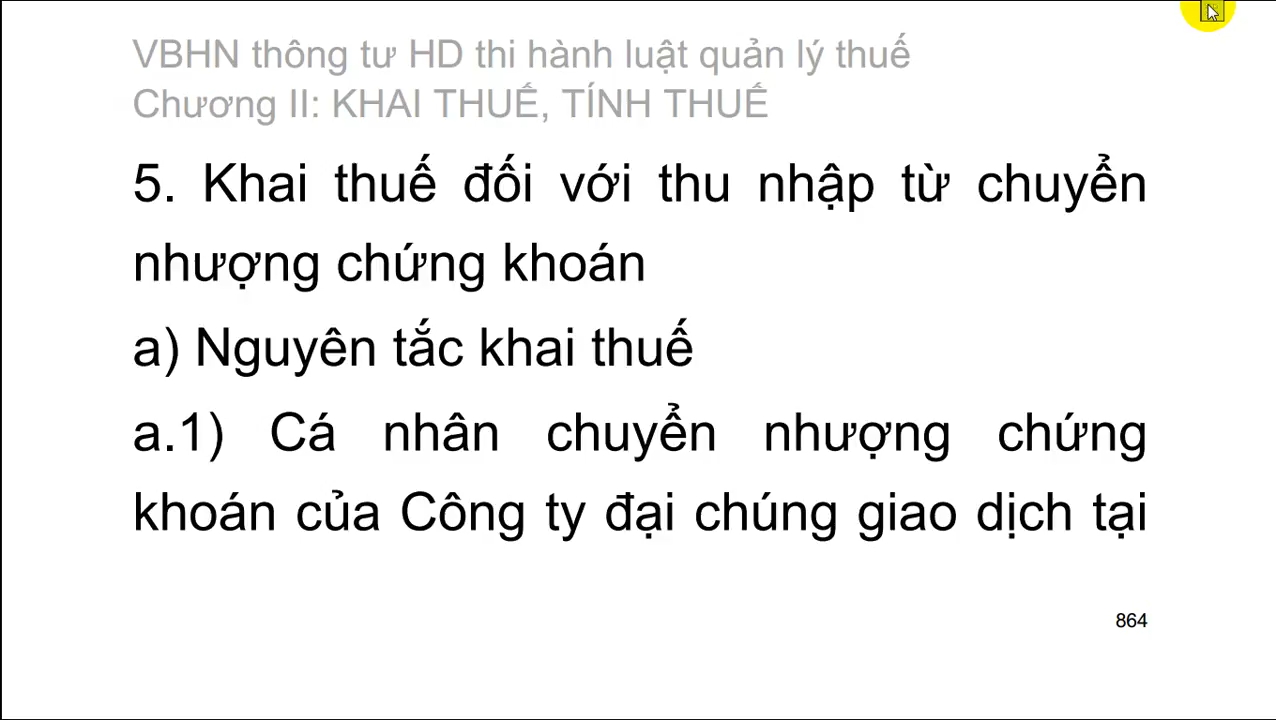 VBHN thông tư HD thi hành luật quản lý thuế
Chương II: KHAI THUẾ, TÍNH THUẾ
5. Khai thuế đối với thu nhập từ chuyển
nhượng chứng khoán
a) Nguyên tắc khai thuế
a.1) Cá nhân chuyển nhượng chứng
khoán của Công ty đại chúng giao dịch tại
864